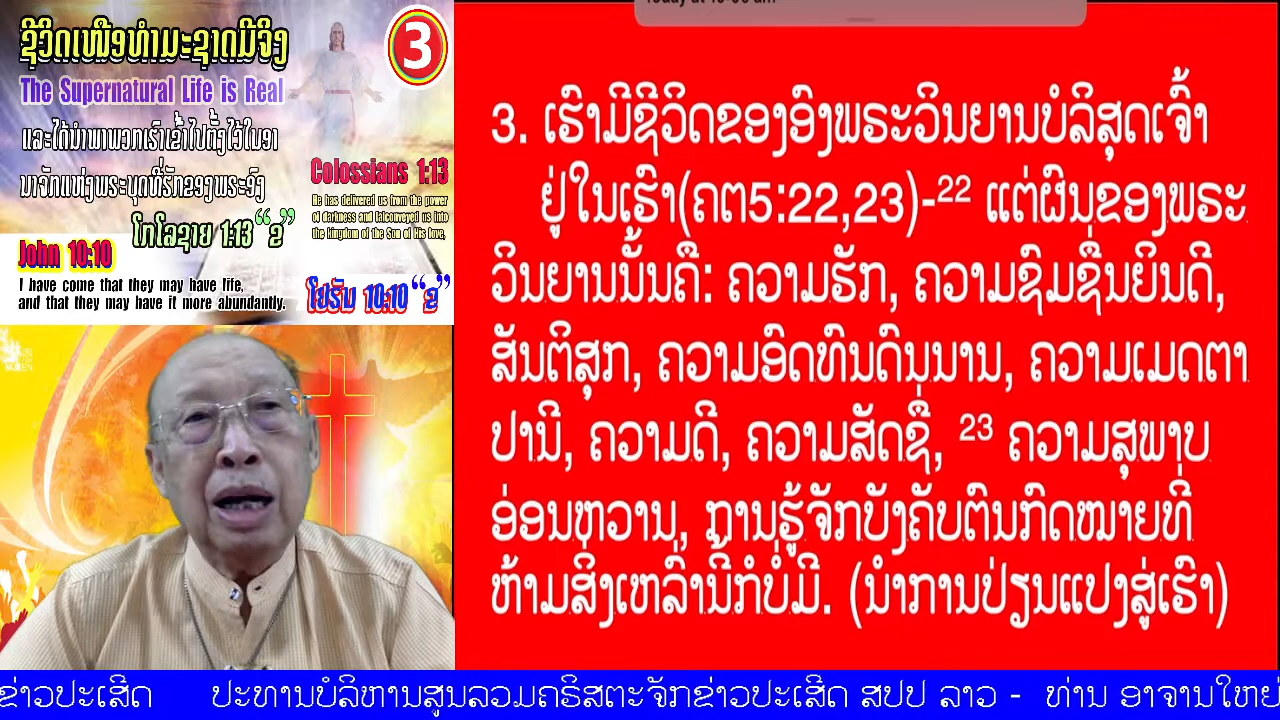 ຊີວິດເໜືອທຳມະຊາດມີຈິງ
3
The Supernatural Life is Real
ແລະໄດ້ນຳພາພວກເຮົາເຂົ້າໄປຕັ້ງໄວ້ໃນອາ
ນາຈັກແຫ່ງພຣະບຸດທີ່ຮັກຂອງພຣະອົງ
ໂກໂລຊາຍ 1:13 “2”
Colossians 1:13
He has delivered us from the power
of darkness and [a]conveyed us into
the kingdom of the Son of His love,
John 10:10
I have come that they may have life,
and that they may have it more abundantly.
ໂຢຮັນ 10:10 “2”
3. ເຮົາມີຊີວິດຂອງອົງພຣະວິນຍານບໍລິສຸດເຈົ້າ
ຢູ່ໃນເຮົາ(ຄຕ5:22,23)-22 ແຕ່ຜົນຂອງພຣະ
ວິນຍານນັ້ນຄື: ຄວາມຮັກ, ຄວາມຊົມຊື່ນຍິນດີ,
ສັນຕິສຸກ, ຄວາມອົດທົນດົນນານ, ຄວາມເມດຕາ
ປານີ, ຄວາມດີ, ຄວາມສັດຊື່, 23 ຄວາມສຸພາບ
ອ່ອນຫວານ, ການຮູ້ຈັກບັງຄັບຕົນກົດໝາຍທີ່
ຫ້າມສິ່ງເຫລົ່ານີ້ກໍບໍ່ມີ. (ນຳການປ່ຽນແປງສູ່ເຮົາ)
ຂ່າວປະເສີດ ປະທານບໍລິຫານສູນລວມຄຣິສຕະຈັກຂ່າວປະເສີດ ສປປ ລາວ - ທ່ານ ອາຈານໃຫຍ່